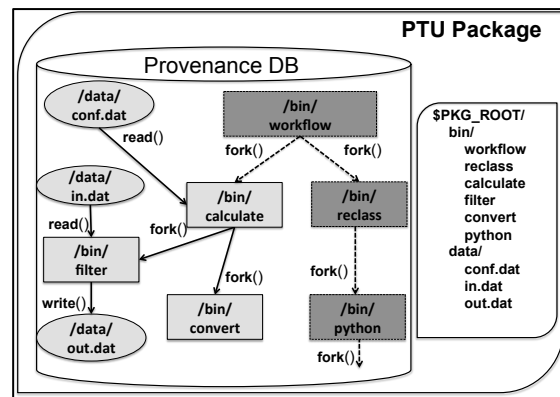 PTU Package
Provenance DB
/data/
conf.dat
/bin/
workflow
read()
fork()
fork()
/data/
in.dat
/bin/
calculate
/bin/
reclass
read()
fork()
/bin/
filter
fork()
fork()
write()
/bin/
convert
/bin/
python
/data/
out.dat
fork()
$PKG_ROOT/
bin/
workflow
reclass
calculate
filter
convert
python
data/
conf.dat
in.dat
out.dat